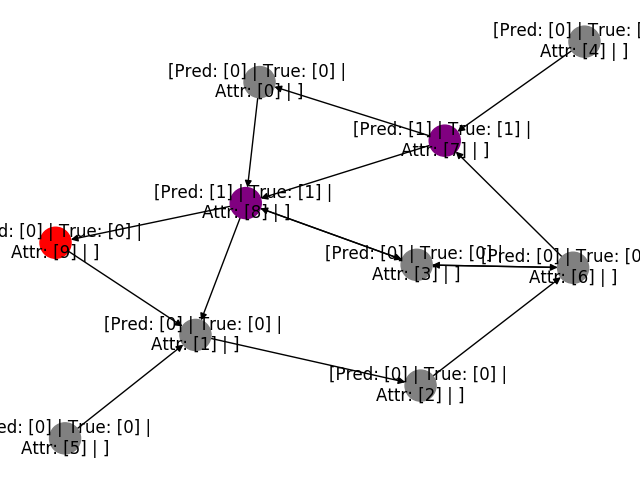 [Pred: [0] | True: [
Attr: [4] | ]
[Pred: [0] | True: [0] |
Attr: [0] | ]
[Pred: [1] | True: [1] |
Attr: [7] | ]
[Pred: [1] | True: [1] |
Attr: [8] | ]
d: [0] | True: [0] |
Attr: [9] | ]
[Pred: [0] | True: [0] |
Attr: [3] | ]
[Pred: [0] | True: [0
Attr: [6] | ]
[Pred: [0] | True: [0] |
Attr: [1] | ]
[Pred: [0] | True: [0] |
Attr: [2] | ]
ed: [0] | True: [0] |
Attr: [5] | ]